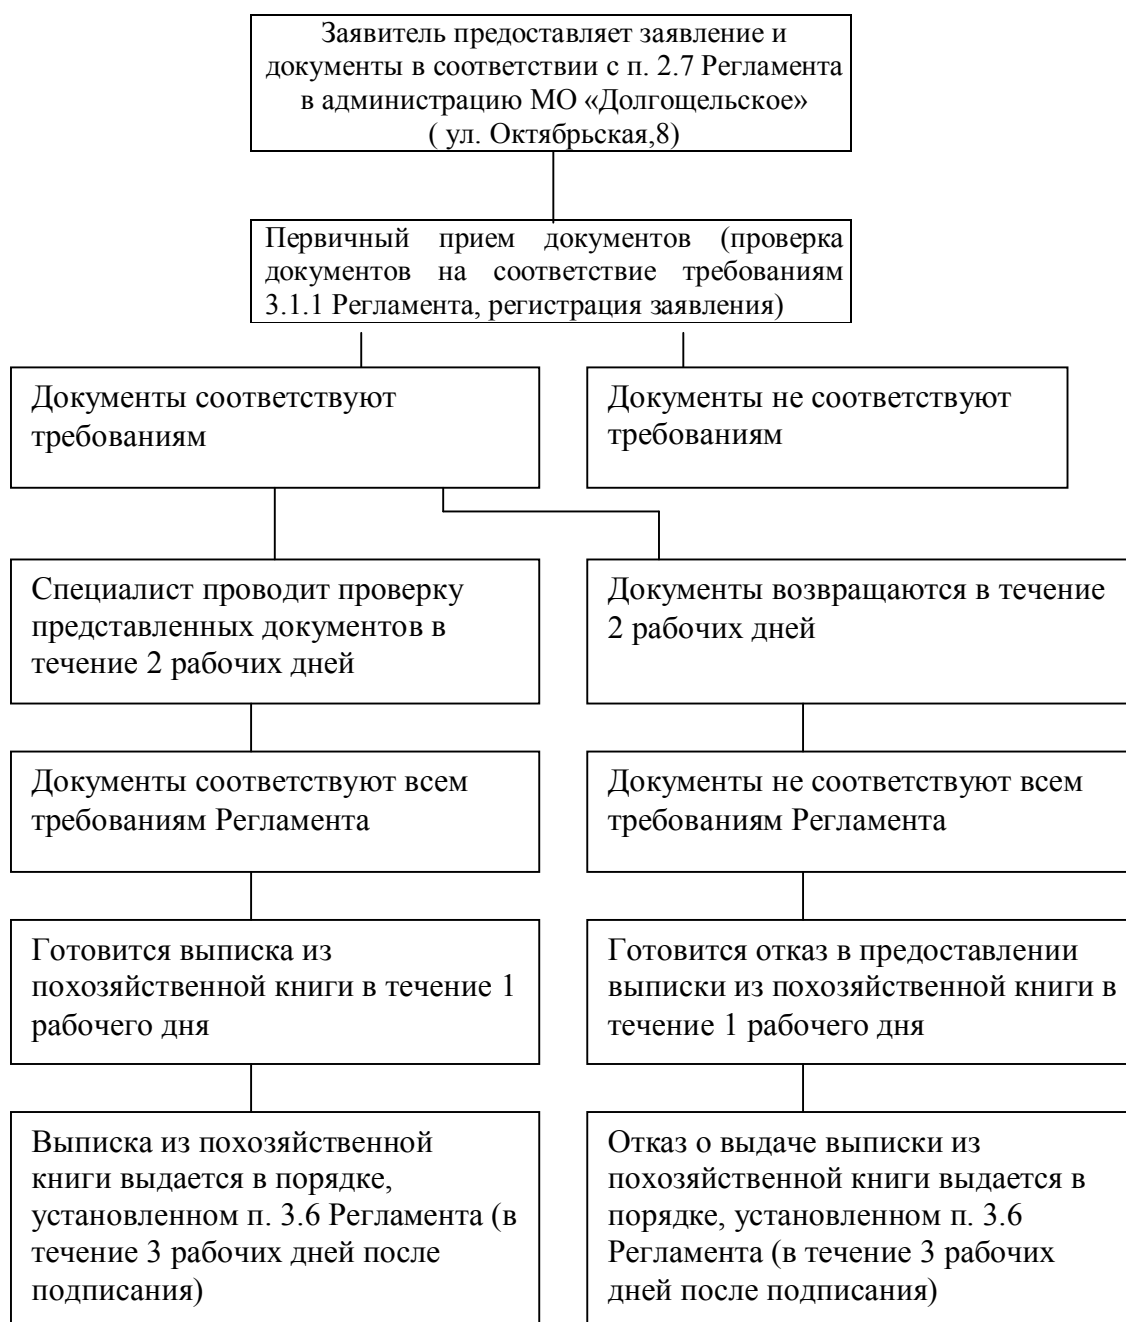 Заявитель предоставляет заявление и
документы в соответствии с п. 2.7 Регламента
в администрацию МО «Долгощельское»
( ул. Октябрьская,8)
Первичный прием документов (проверка
документов на соответствие требованиям
3.1.1 Регламента, регистрация заявления)
Документы соответствуют
требованиям
Документы не соответствуют
требованиям
Специалист проводит проверку
представленных документов в
течение 2 рабочих дней
Документы возвращаются в течение
2 рабочих дней
Документы соответствуют всем
требованиям Регламента
Документы не соответствуют всем
требованиям Регламента
Готовится выписка из
похозяйственной книги в течение 1
рабочего дня
Готовится отказ в предоставлении
выписки из похозяйственной книги в
течение 1 рабочего дня
Выписка из похозяйственной
книги выдается в порядке,
установленном п. 3.6 Регламента (в
течение 3 рабочих дней после
подписания)
Отказ о выдаче выписки из
похозяйственной книги выдается в
порядке, установленном п. 3.6
Регламента (в течение 3 рабочих
дней после подписания)